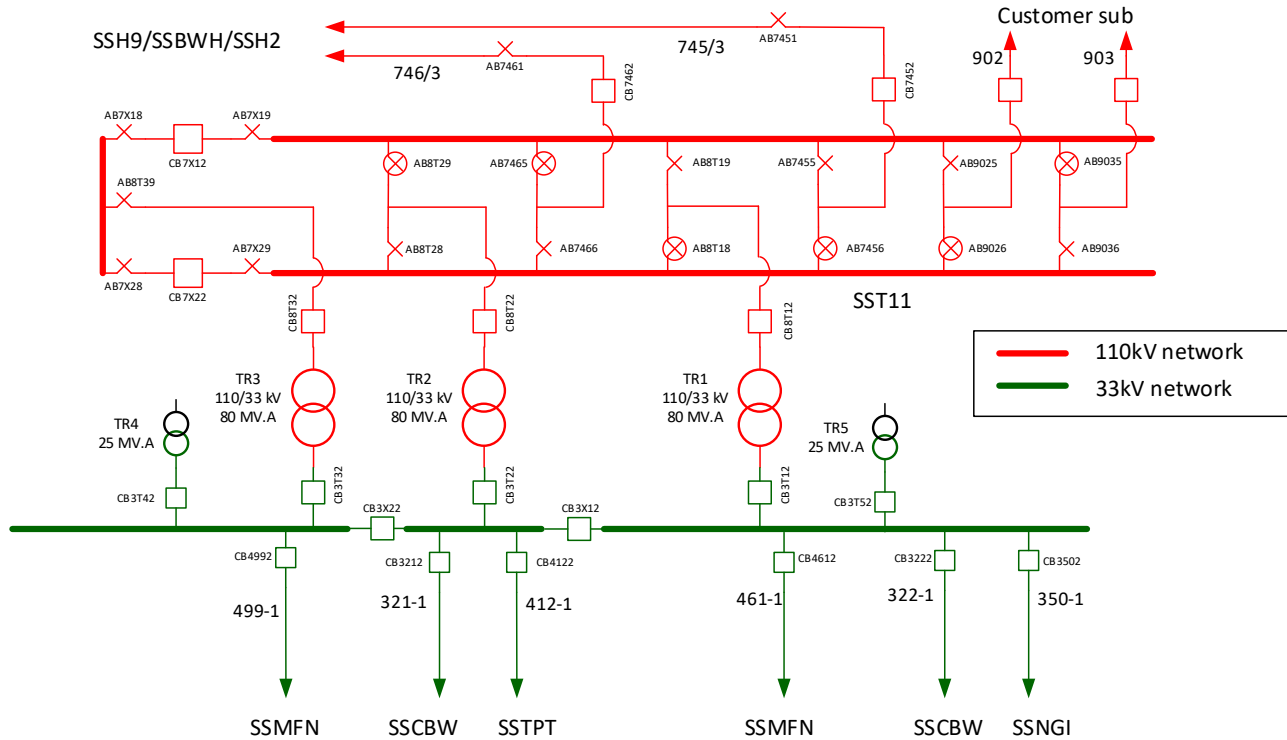 Customer sub
SSH9/SSBWH/SSH2
AB7451
745/3
AB7461
746/3
902
903
CB7462
CB7452
AB7X18
AB7X19
CB7X12
AB8T29
AB7465
AB8T19
AB7455
AB9025
AB9035
AB8T39
AB7X29
AB8T28
AB7466
AB8T18
AB7456
AB9026
AB9036
AB7X28
CB7X22
SST11
CB8T32
CB8T22
CB8T12
110kV network
33kV network
TR3
110/33 kV
80 MV.A
TR2
110/33 kV
80 MV.A
TR1
110/33 kV
80 MV.A
TR4
25 MV.A
TR5
25 MV.A
CB3T42
CB3T32
CB3T22
CB3T12
CB3T52
CB3X22
CB3X12
CB4992
CB3212
CB4122
CB4612
CB3222
CB3502
499-1
321-1
412-1
461-1
322-1
350-1
SSMFN
SSCBW
SSTPT
SSMFN
SSCBW
SSNGI